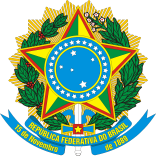 REPÚBLICA FEDERATIVA DO BRASIL
15 de Novembro de 1889